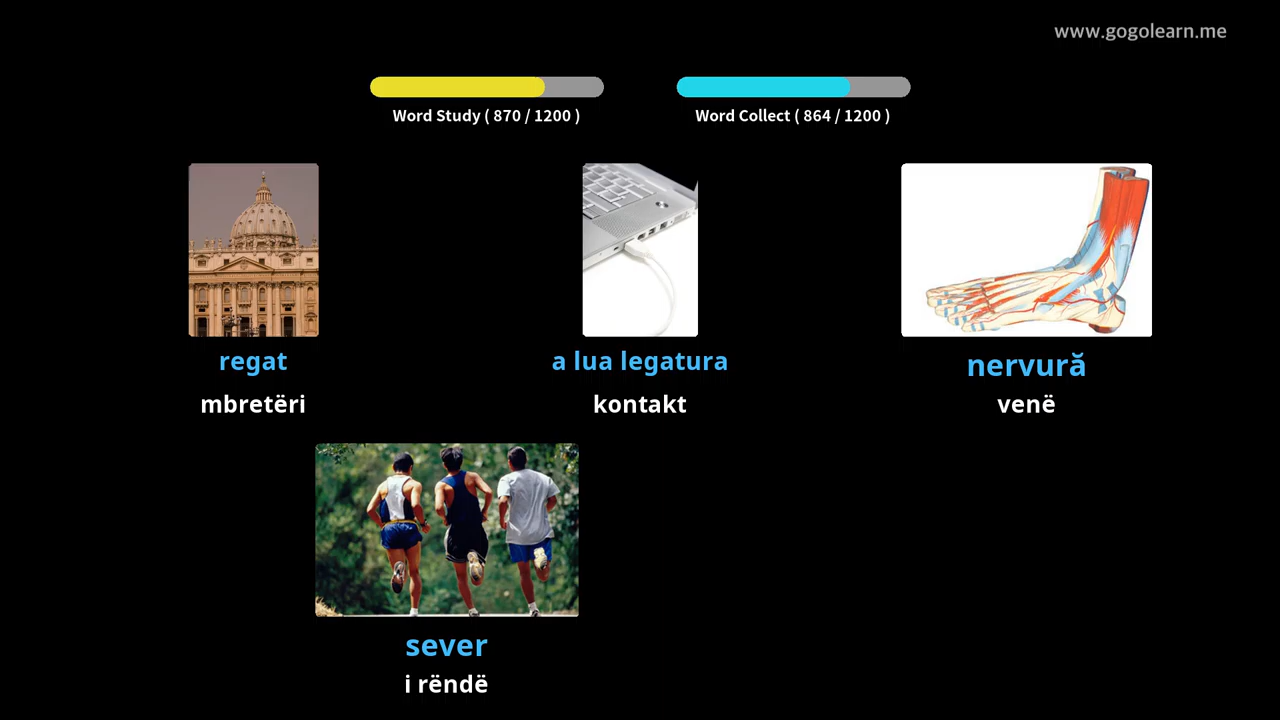 www.gogolearn.me
Word Study ( 870 / 1200 )
Word Collect ( 864 / 1200 )
regat
mbretëri
a lua legatura
kontakt
nervură
venë
sever
i rëndë